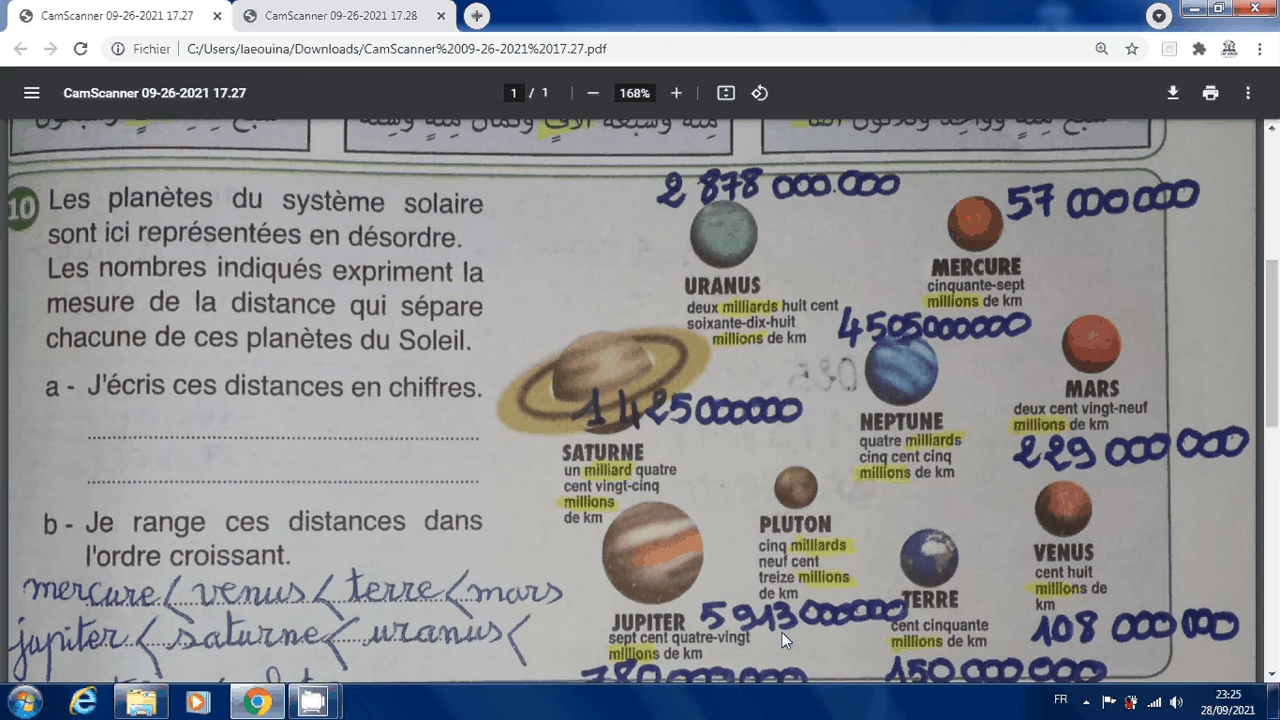 CamScanner 09-26-2021 17.27
CamScanner 09-26-2021 17.28
Fichier
C:/Users/laeouina/Downloads/CamScanner%2009-26-2021%2017.27.pdf
CamScanner 09-26-2021 17.27
1 / 1
168%
10
Les planètes du système solaire
sont ici représentées en désordre.
Les nombres indiqués expriment la
mesure de la distance qui sépare
chacune de ces planètes du Soleil.
a - J'écris ces distances en chiffres.
b - Je range ces distances dans
l'ordre croissant.
mercure < venus < terre < mars
jupiter < saturne < uranus <
2 878 000.000
URANUS
deux milliards huit cent
soixante-dix-huit
millions de km
57 000 000
MERCURE
cinquante-sept
millions de km
4505000000
NEPTUNE
quatre milliards
cinq cent cinq
millions de km
MARS
deux cent vingt-neuf
millions de km
229 000 000
1 425000000
SATURNE
un milliard quatre
cent vingt-cinq
millions
de km
PLUTON
cinq milliards
neuf cent
treize millions
de km
5 913000000
VENUS
cent huit
millions de
km
108 000 000
JUPITER
sept cent quatre-vingt
millions de km
780000000
TERRE
cent cinquante
millions de km
150 000 000
FR
23:25
28/09/2021